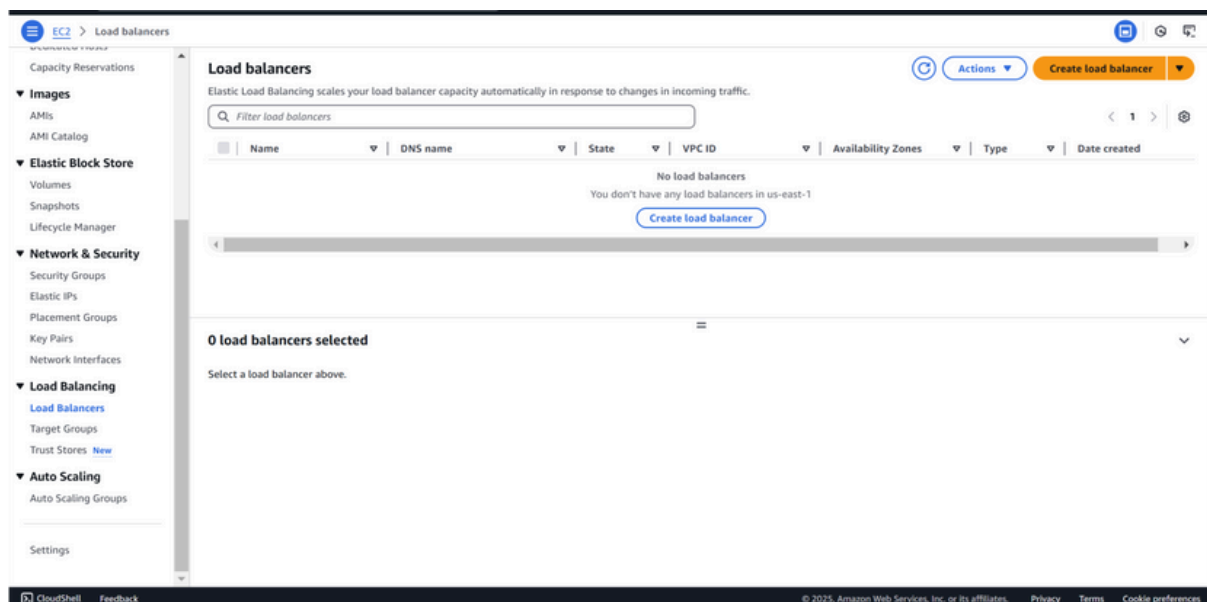 EC2 > Load balancers
Dedicated Hosts
Capacity Reservations
Images
AMIs
AMI Catalog
Elastic Block Store
Volumes
Snapshots
Lifecycle Manager
Network & Security
Security Groups
Elastic IPs
Placement Groups
Key Pairs
Network Interfaces
Load Balancing
Load Balancers
Target Groups
Trust Stores New
Auto Scaling
Auto Scaling Groups
Settings
Load balancers
Actions
Create load balancer
Elastic Load Balancing scales your load balancer capacity automatically in response to changes in incoming traffic.
Filter load balancers
1
Name DNS name State VPC ID Availability Zones Type Date created
No load balancers
You don't have any load balancers in us-east-1
Create load balancer
0 load balancers selected
Select a load balancer above.
CloudShell Feedback © 2025, Amazon Web Services, Inc. or its affiliates. Privacy Terms Cookie preferences